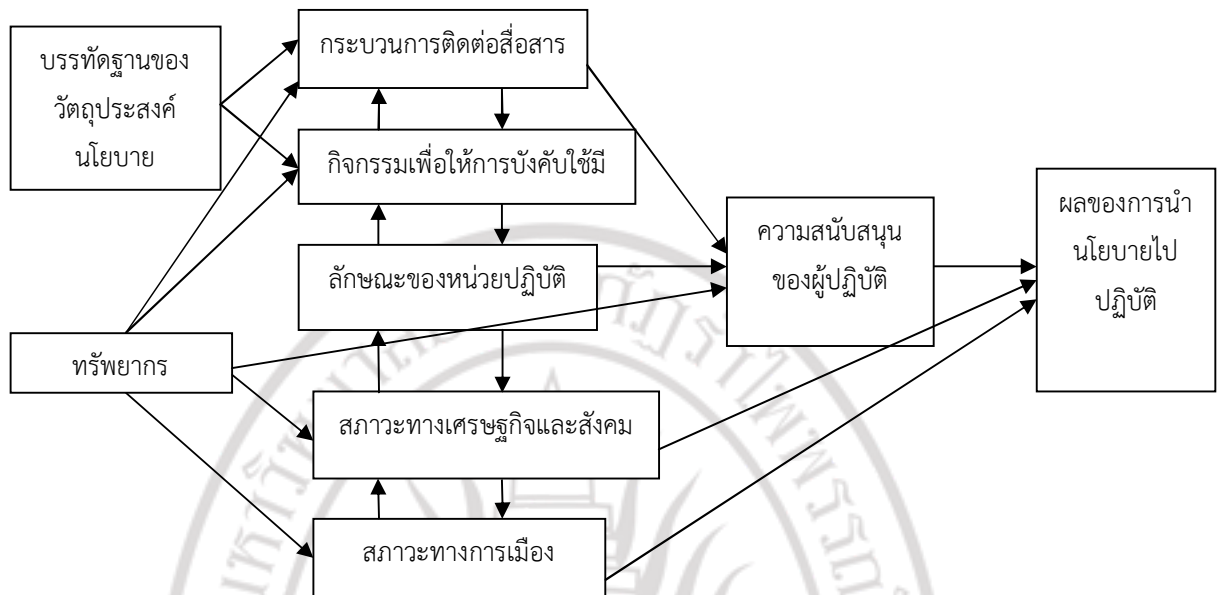 บรรทัดฐานของ
วัตถุประสงค์
นโยบาย
ทรัพยากร
กระบวนการติดต่อสื่อสาร
กิจกรรมเพื่อให้การบังคับใช้มี
ลักษณะของหน่วยปฏิบัติ
สภาวะทางเศรษฐกิจและสังคม
สภาวะทางการเมือง
ความสนับสนุน
ของผู้ปฏิบัติ
ผลของการนำ
นโยบายไป
ปฏิบัติ